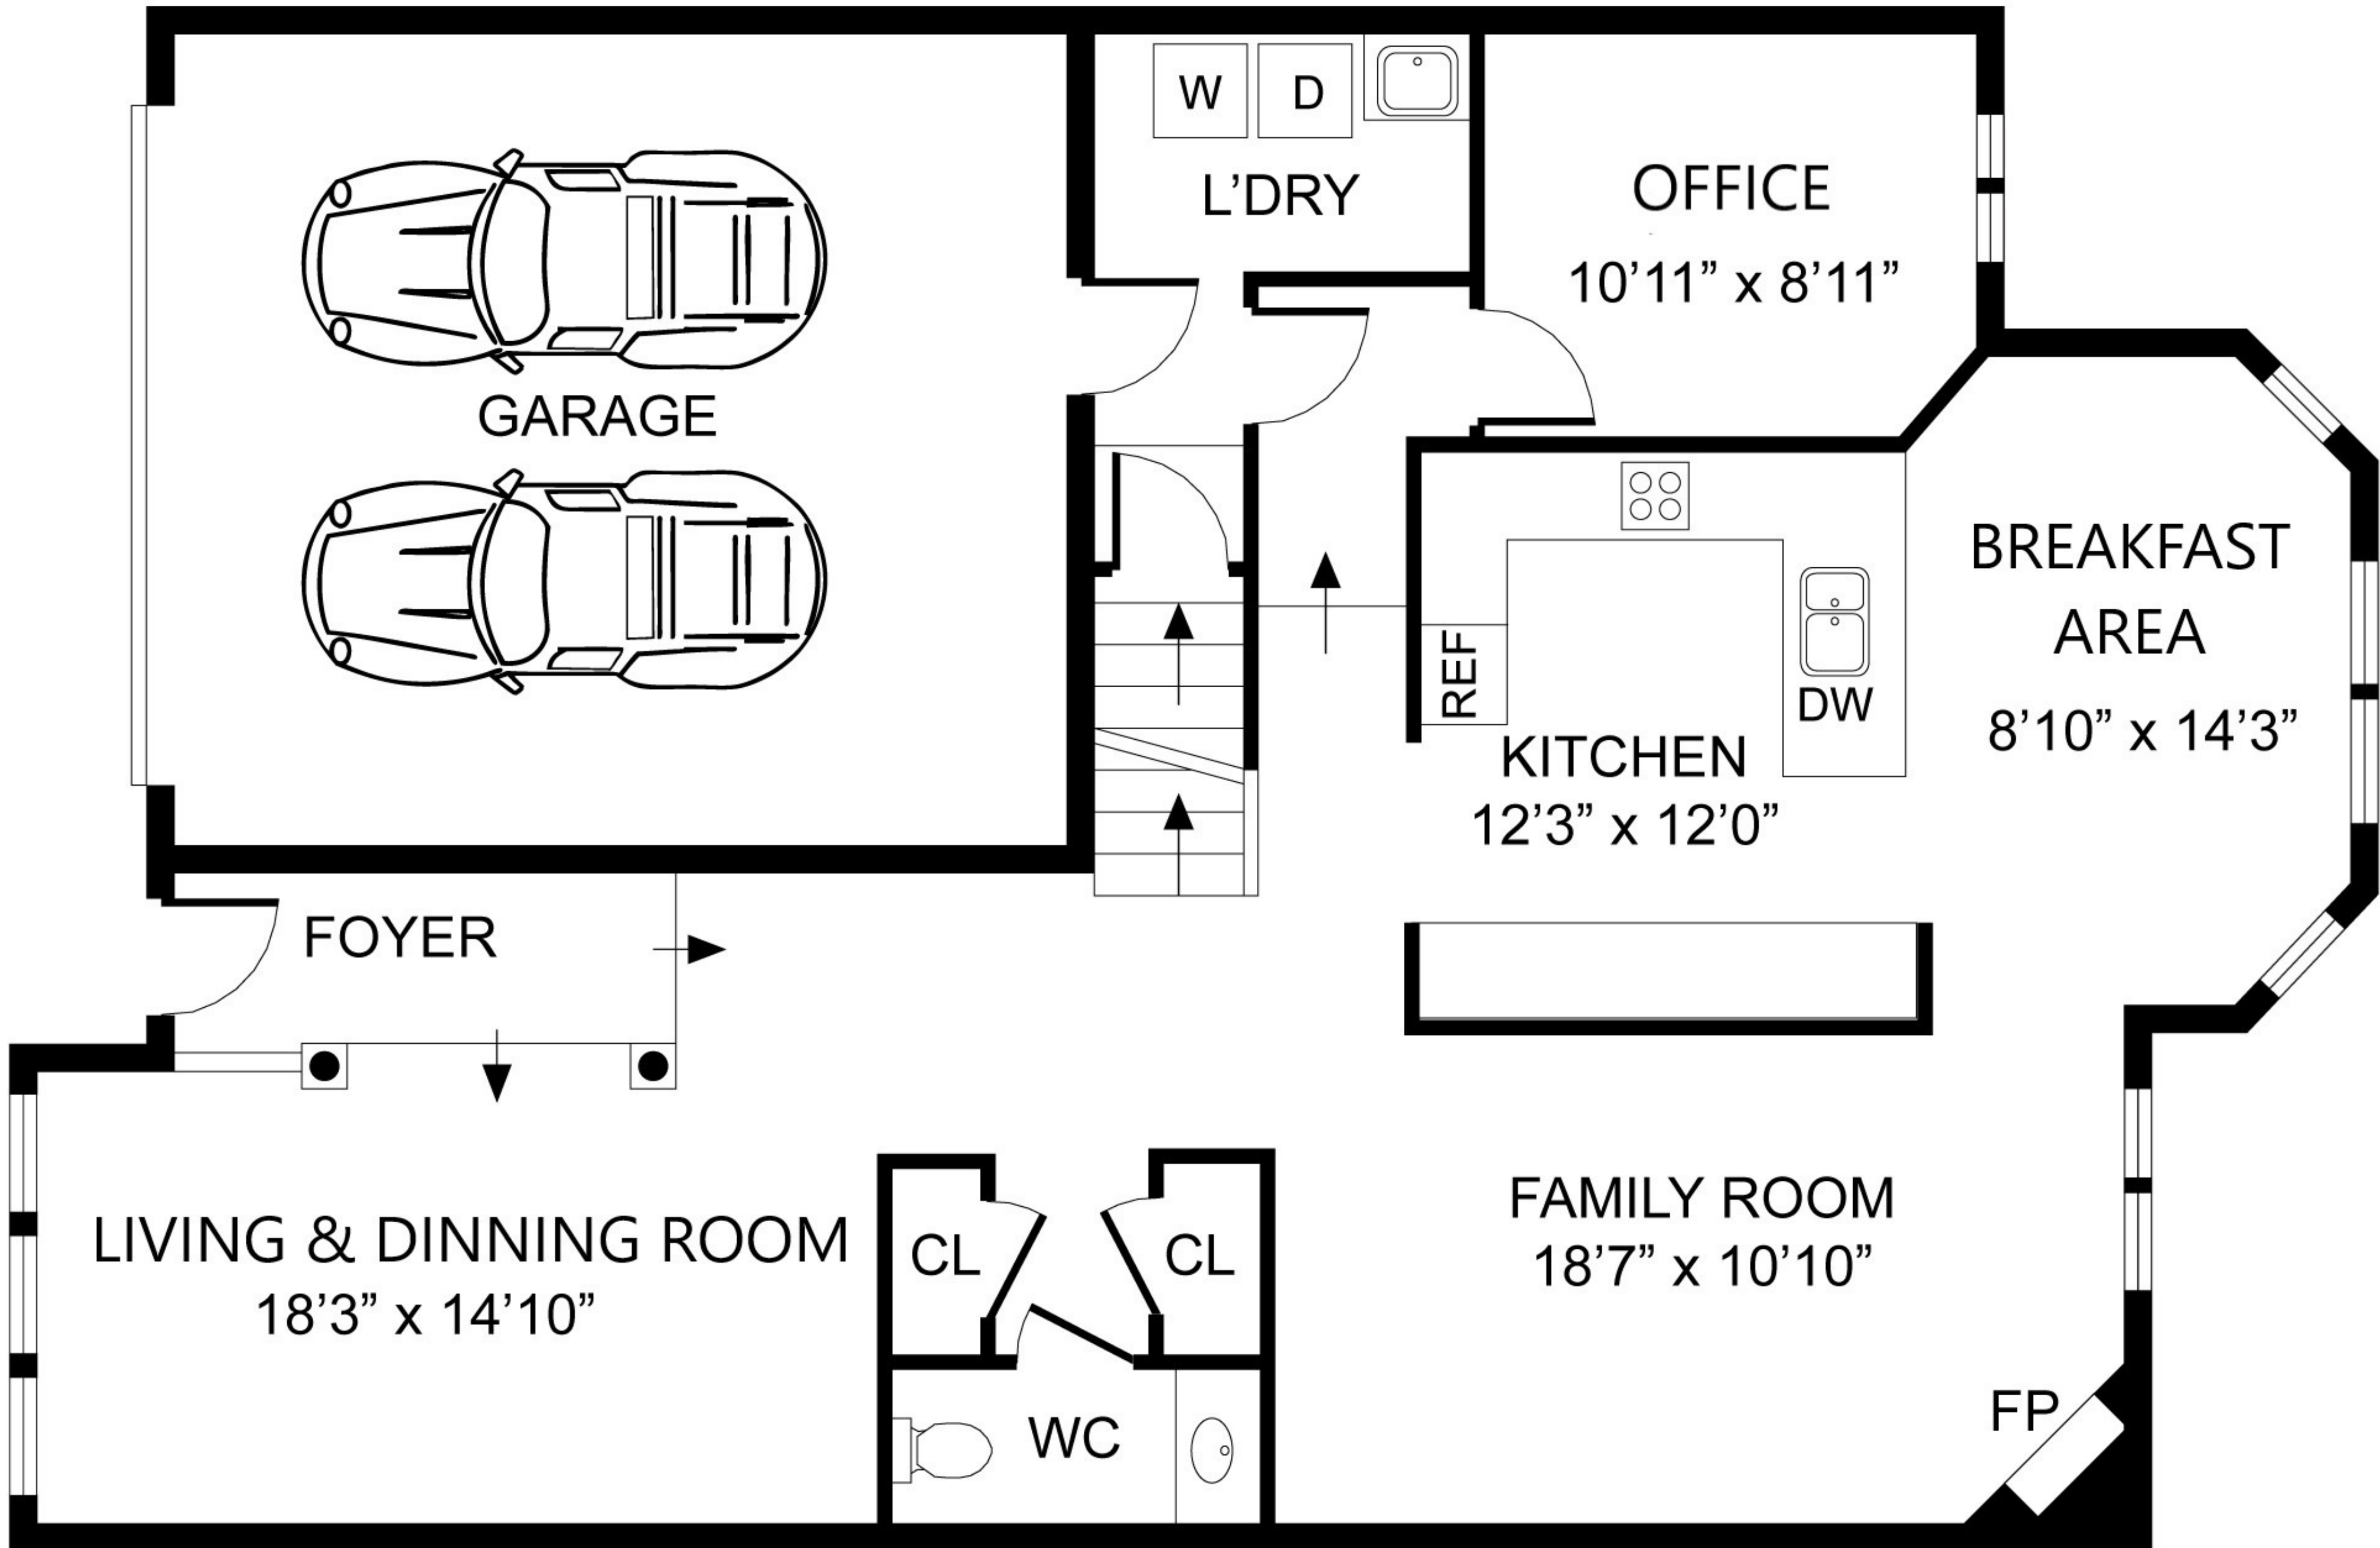 W
D
L’DRY
OFFICE
10’11” x 8’11”
GARAGE
BREAKFAST
AREA
8’10” x 14’3”
REF
DW
KITCHEN
12’3” x 12’0”
FOYER
LIVING & DINNING ROOM
18’3” x 14’10”
CL
CL
WC
FAMILY ROOM
18’7” x 10’10”
FP